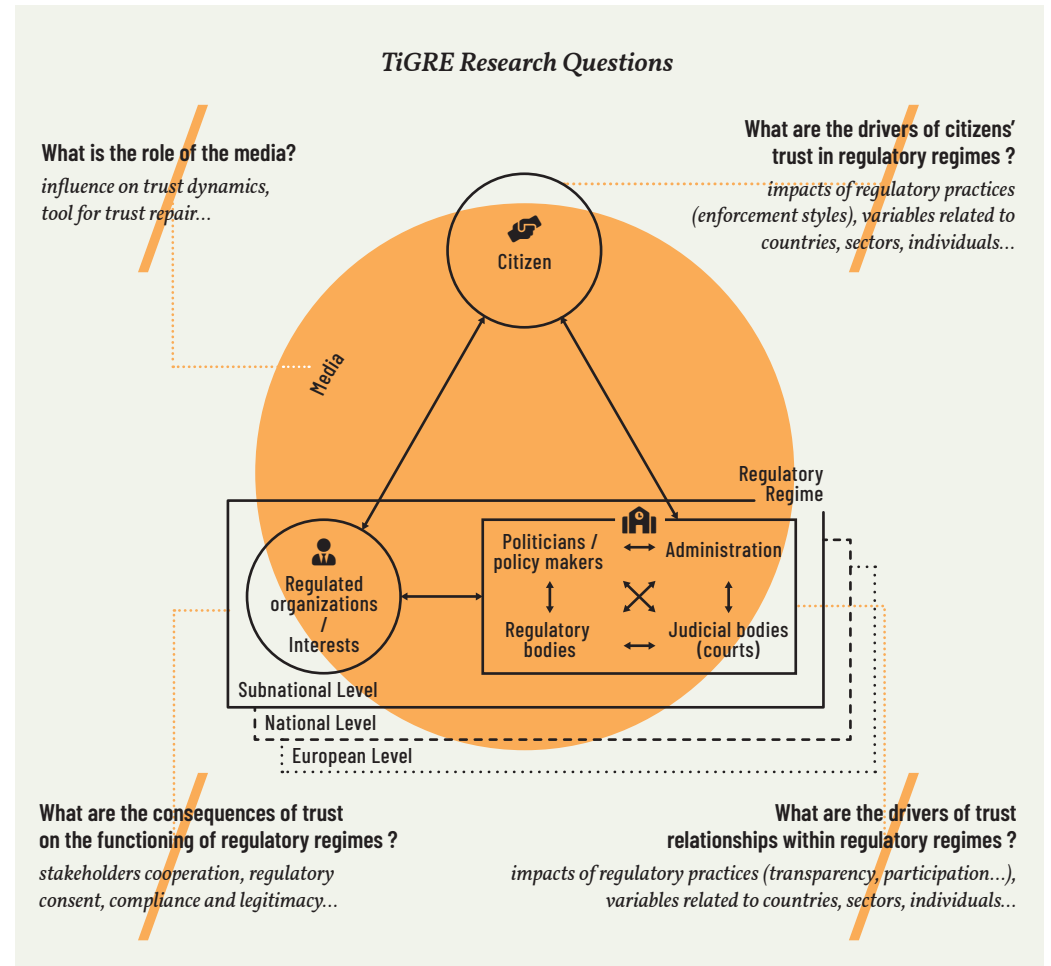 TiGRE Research Questions
What is the role of the media?
influence on trust dynamics,
tool for trust repair...
What are the drivers of citizens’
trust in regulatory regimes ?
impacts of regulatory practices
(enforcement styles), variables related to
countries, sectors, individuals...
Citizen
Media
Regulatory
Regime
Politicians /
policy makers
Administration
Regulated
organizations
/
Interests
Regulatory
bodies
Judicial bodies
(courts)
Subnational Level
National Level
European Level
What are the consequences of trust
on the functioning of regulatory regimes ?
stakeholders cooperation, regulatory
consent, compliance and legitimacy...
What are the drivers of trust
relationships within regulatory regimes ?
impacts of regulatory practices (transparency, participation...),
variables related to countries, sectors, individuals...